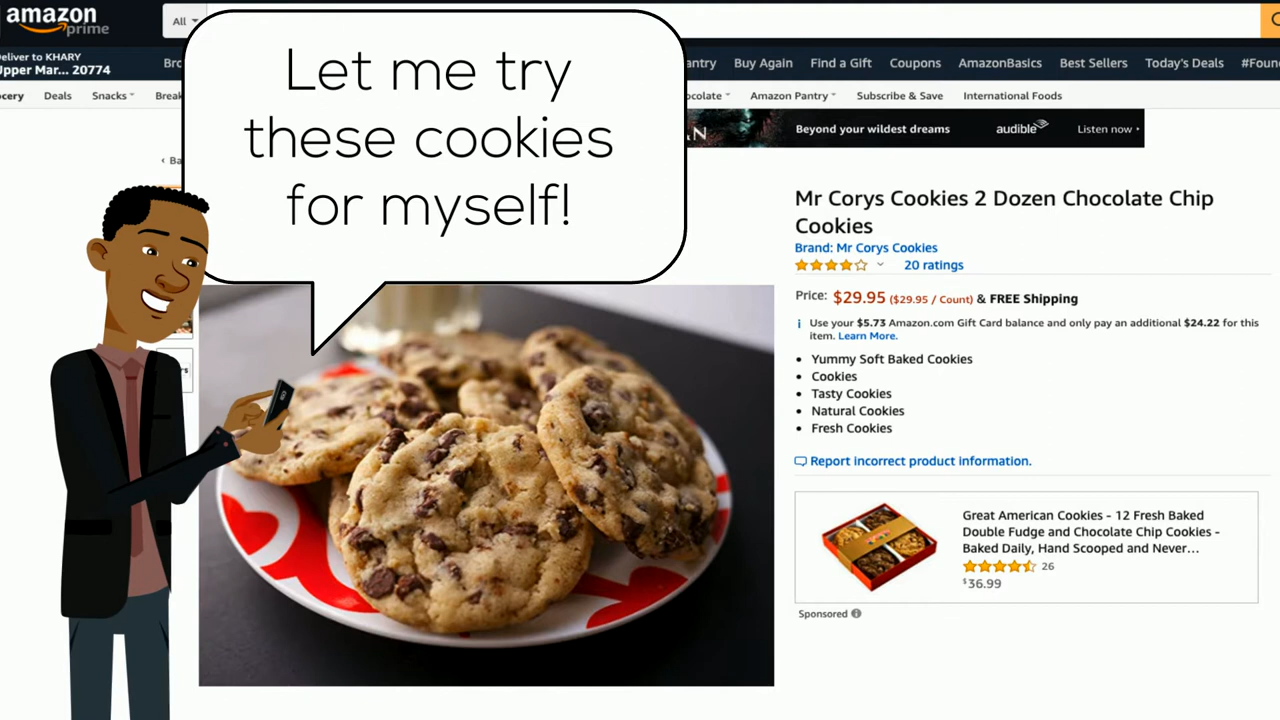 amazon
prime
All
Deliver to KHARY
Upper Mar... 20774
Buy Again
Find a Gift
Coupons
AmazonBasics
Best Sellers
Today's Deals
Deals
Snacks
Amazon Pantry
Subscribe & Save
International Foods
Let me try
these cookies
for myself!
Beyond your wildest dreams
audible
Listen now
Mr Corys Cookies 2 Dozen Chocolate Chip
Cookies
Brand: Mr Corys Cookies
20 ratings
Price: $29.95 ($29.95 / Count) & FREE Shipping
Use your $5.73 Amazon.com Gift Card balance and only pay an additional $24.22 for this
item. Learn More.
• Yummy Soft Baked Cookies
• Cookies
• Tasty Cookies
• Natural Cookies
• Fresh Cookies
Report incorrect product information.
Great American Cookies - 12 Fresh Baked
Double Fudge and Chocolate Chip Cookies -
Baked Daily, Hand Scooped and Never...
26
$36.99
Sponsored